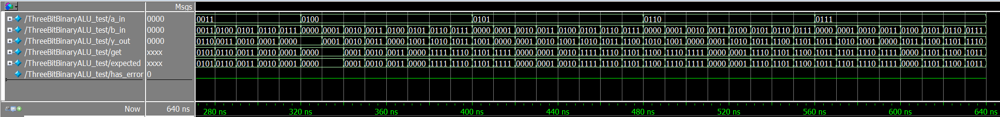 Msgs
/ThreeBitBinaryALU_test/a_in 0000 0011 0100 0101 0110 0111
/ThreeBitBinaryALU_test/b_in 0000 0011 0100 0101 0110 0111 0000 0001 0010 0011 0100 0101 0110 0111 0000 0001 0010 0011 0100 0101 0110 0111 0000 0001 0010 0011 0100 0101 0110 0111 0000 0001 0010 0011 0100 0101 0110 0111
/ThreeBitBinaryALU_test/y_out 0000 0110 0011 0010 0001 0000 0001 0010 0011 0000 1001 1010 1011 1001 0000 0001 0010 1001 1010 1011 1100 1010 1001 0000 0001 1010 1011 1100 1101 1011 1010 1001 0000 1011 1100 1101 1110
/ThreeBitBinaryALU_test/get xxxx 0101 0110 0011 0010 0001 0000 0001 0010 0011 0000 1111 1110 1101 1111 0000 0001 0010 1111 1110 1101 1100 1110 1111 0000 0001 1110 1101 1100 1011 1101 1110 1111 0000 1101 1100 1011
/ThreeBitBinaryALU_test/expected xxxx 0101 0110 0011 0010 0001 0000 0001 0010 0011 0000 1111 1110 1101 1111 0000 0001 0010 1111 1110 1101 1100 1110 1111 0000 0001 1110 1101 1100 1011 1101 1110 1111 0000 1101 1100 1011
/ThreeBitBinaryALU_test/has_error 0
Now 640 ns 280 ns 320 ns 360 ns 400 ns 440 ns 480 ns 520 ns 560 ns 600 ns 640 ns